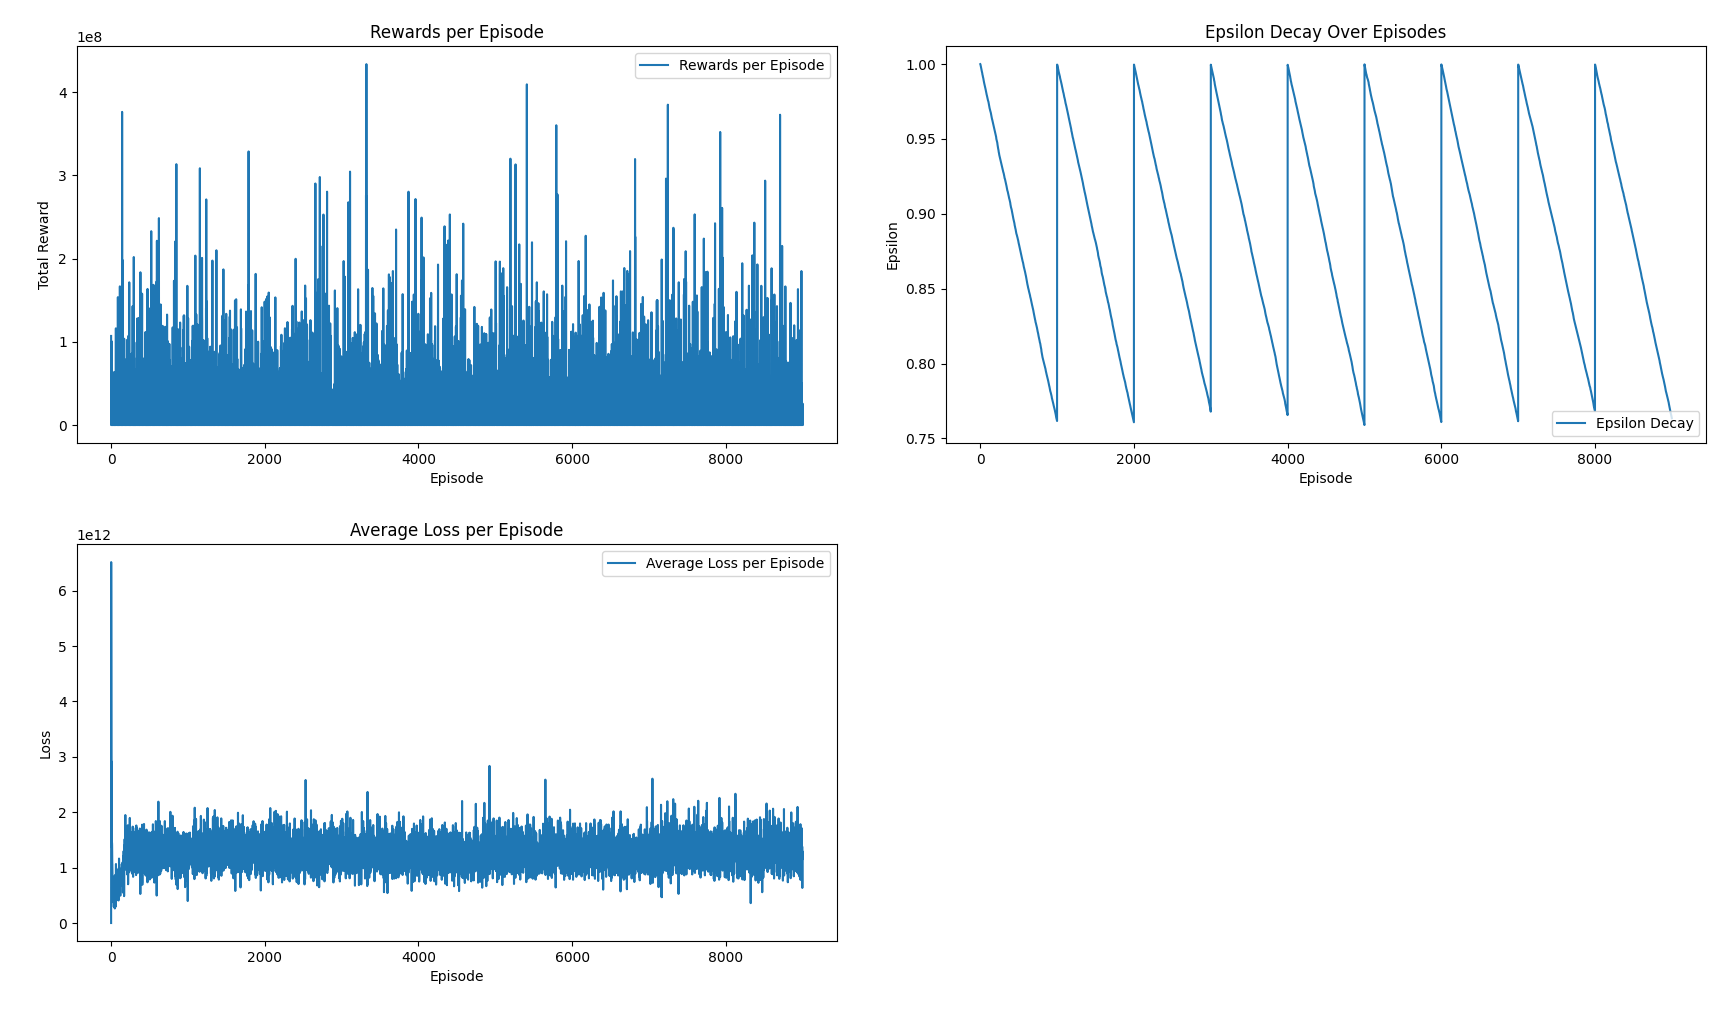 Rewards per Episode
1e8
Rewards per Episode
4
3
2
1
0
Total Reward
0 2000 4000 6000 8000
Episode
Epsilon Decay Over Episodes
1.00
0.95
0.90
0.85
0.80
0.75
Epsilon
Epsilon Decay
0 2000 4000 6000 8000
Episode
Average Loss per Episode
1e12
Average Loss per Episode
6
5
4
3
2
1
0
Loss
0 2000 4000 6000 8000
Episode